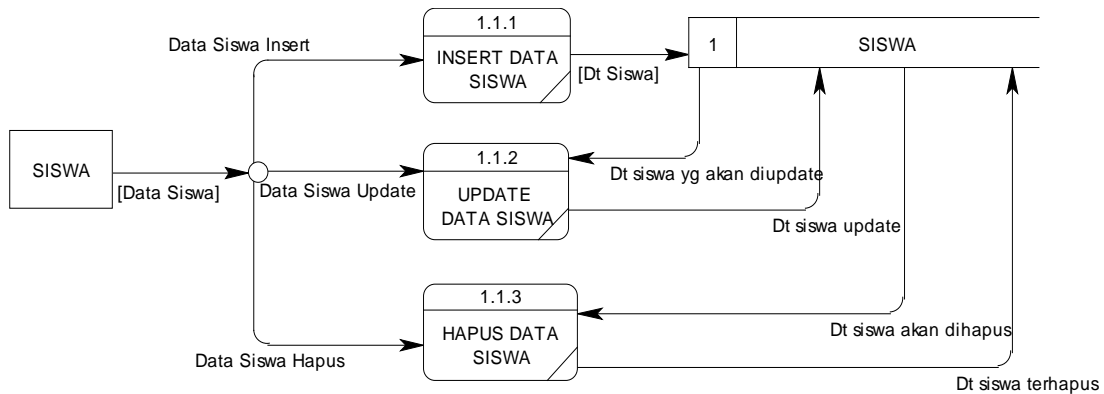 1.1.1
Data Siswa Insert
INSERT DATA
SISWA
[Dt Siswa]
1
SISWA
SISWA
[Data Siswa]
1.1.2
Data Siswa Update
UPDATE
DATA SISWA
Dt siswa yg akan diupdate
Dt siswa update
1.1.3
HAPUS DATA
SISWA
Data Siswa Hapus
Dt siswa akan dihapus
Dt siswa terhapus